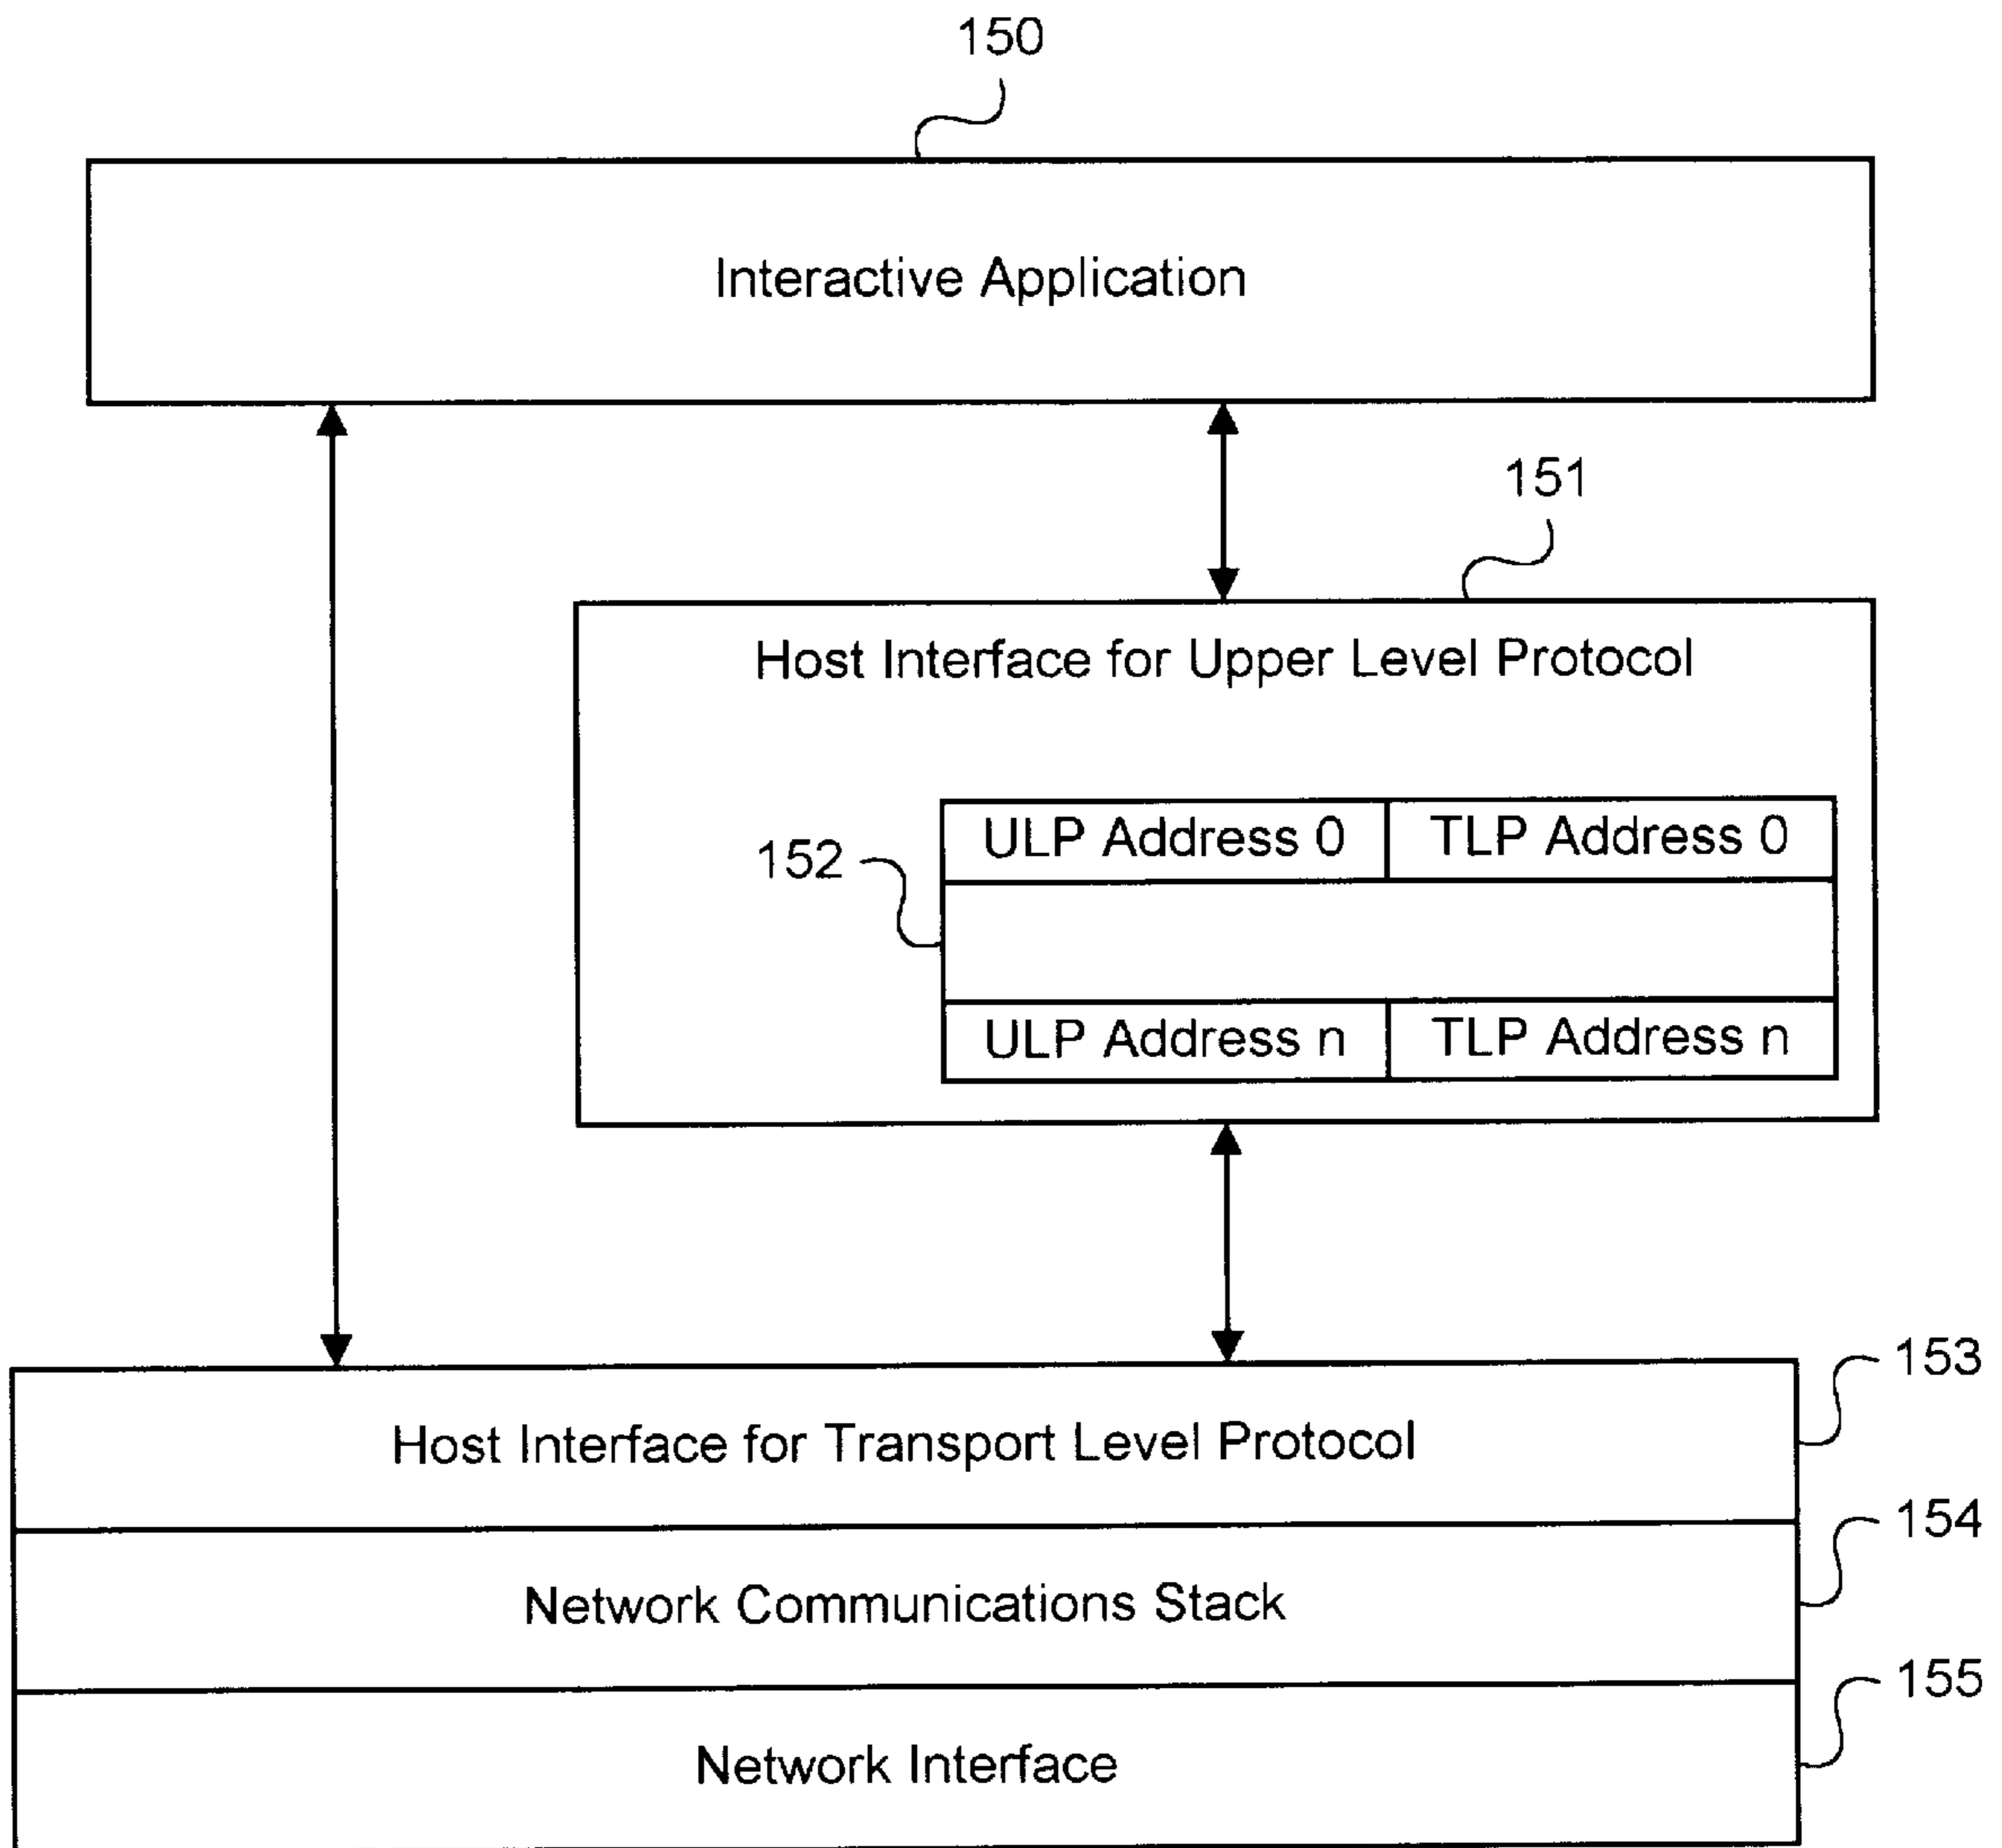 150
Interactive Application
151
Host Interface for Upper Level Protocol
ULP Address 0 TLP Address 0
152
ULP Address n TLP Address n
153
Host Interface for Transport Level Protocol
154
Network Communications Stack
155
Network Interface